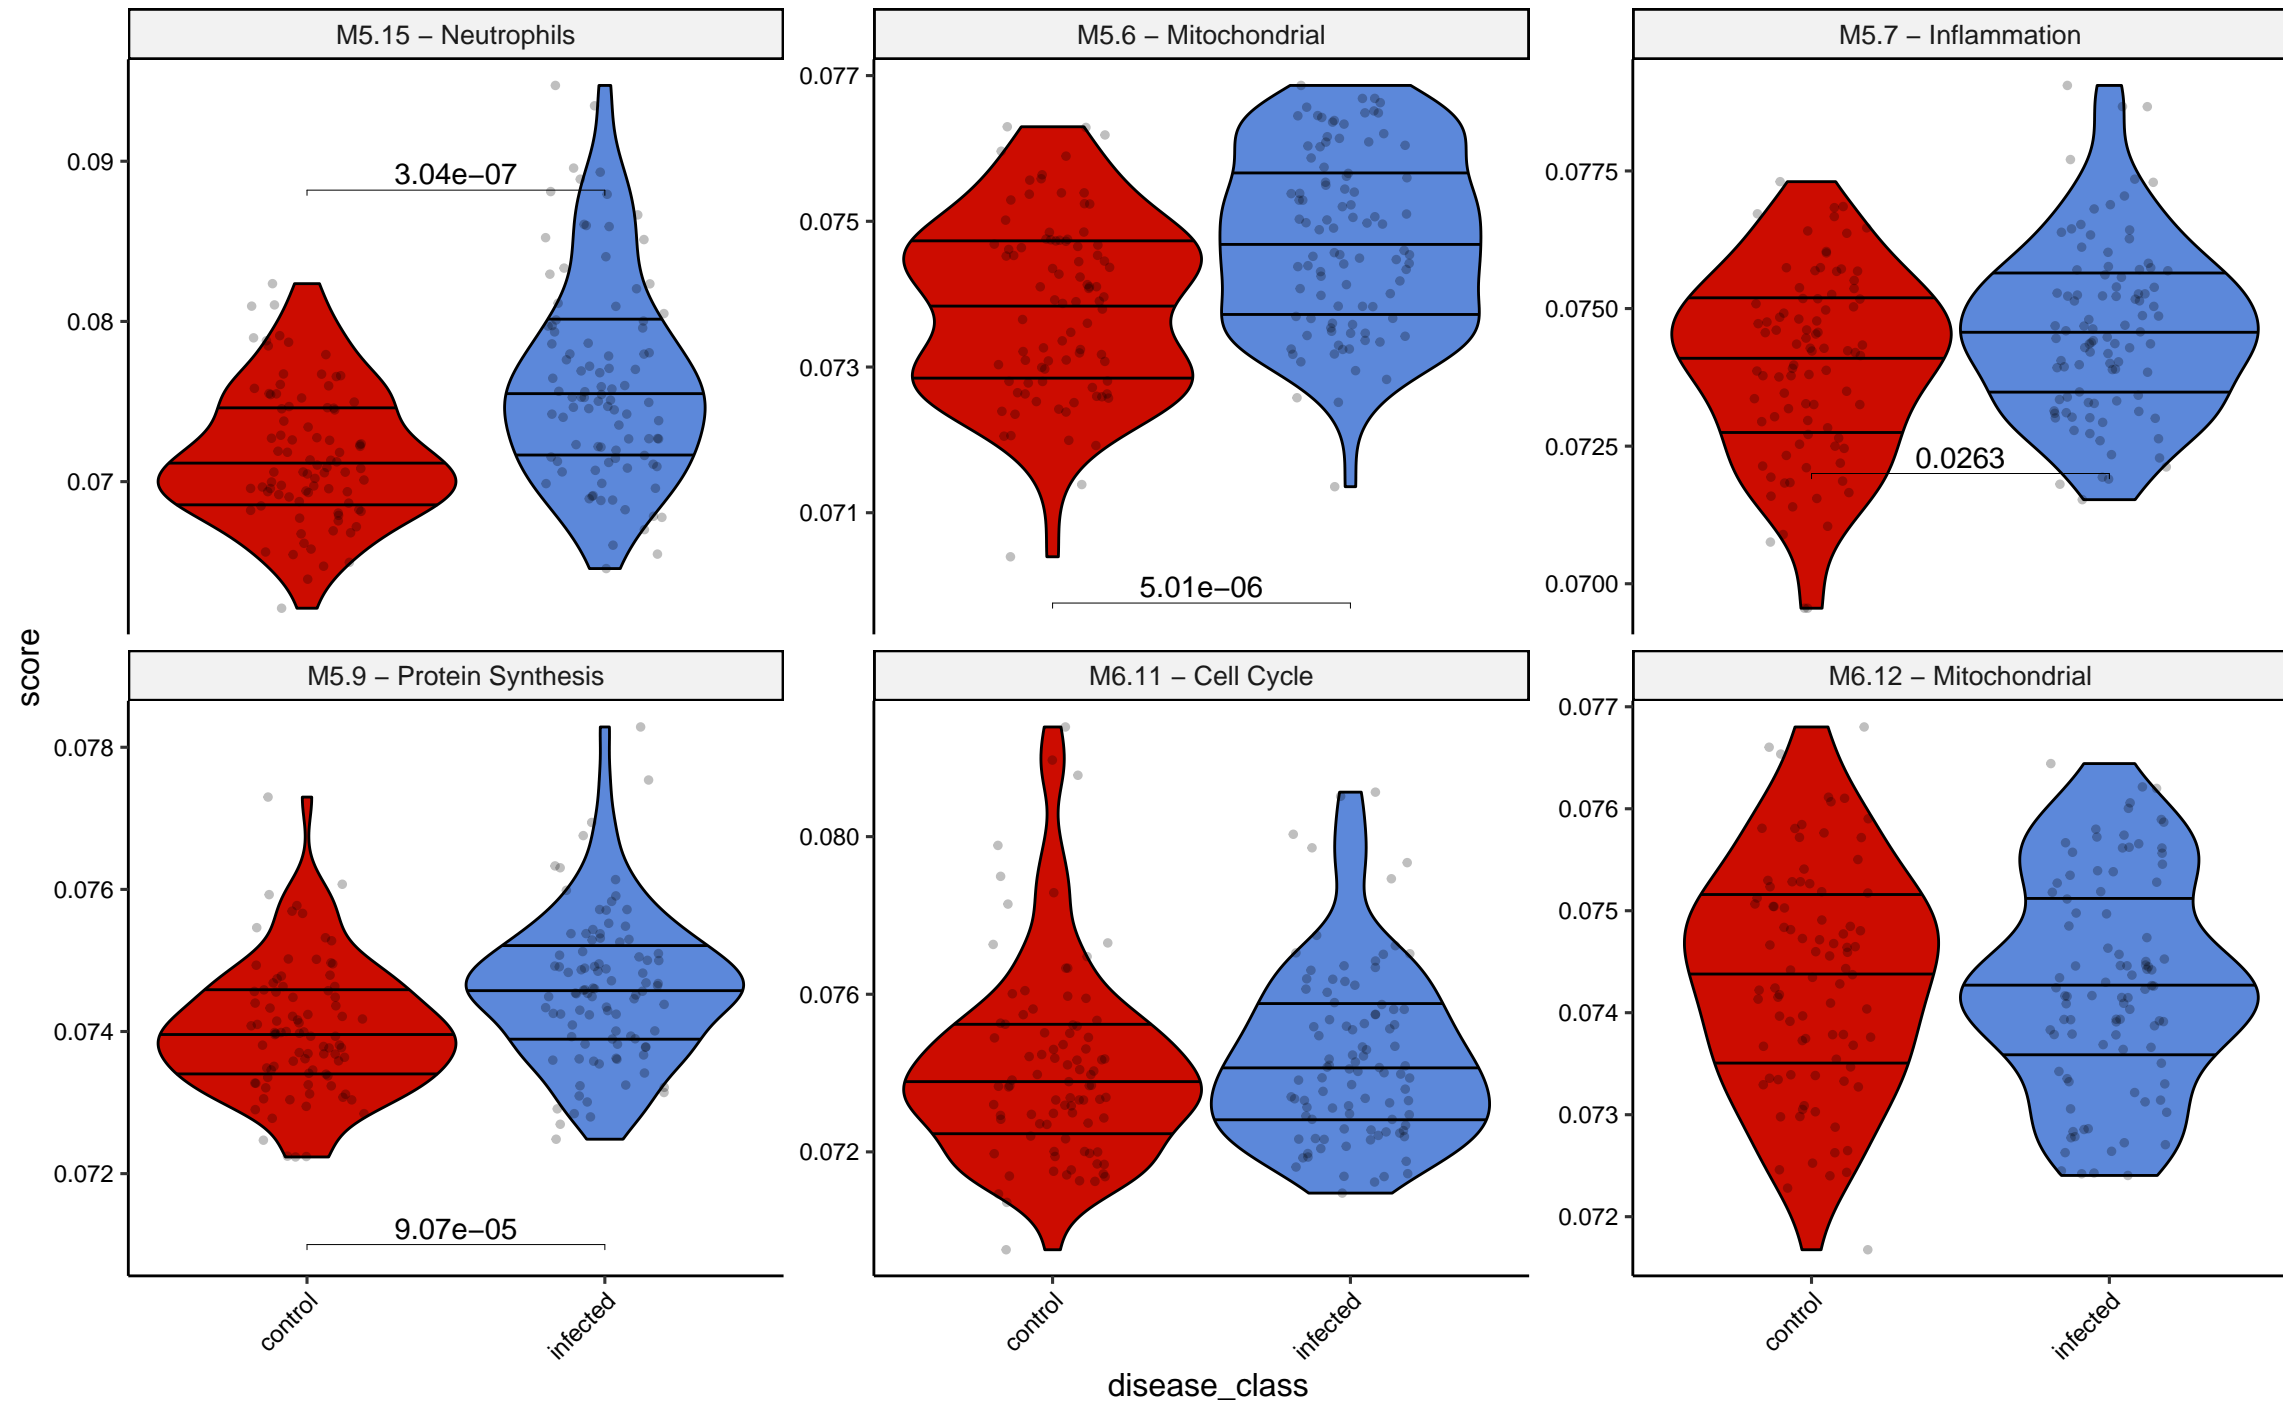 M5.15 – Neutrophils
M5.6 – Mitochondrial
M5.7 – Inflammation
0.09
0.08
0.07
3.04e−07
0.077
0.075
0.073
0.071
5.01e−06
0.0775
0.0750
0.0725
0.0700
0.0263
score
M5.9 – Protein Synthesis
M6.11 – Cell Cycle
M6.12 – Mitochondrial
0.078
0.076
0.074
0.072
9.07e−05
0.080
0.076
0.072
0.077
0.076
0.075
0.074
0.073
0.072
control
infected
control
infected
control
infected
disease_class